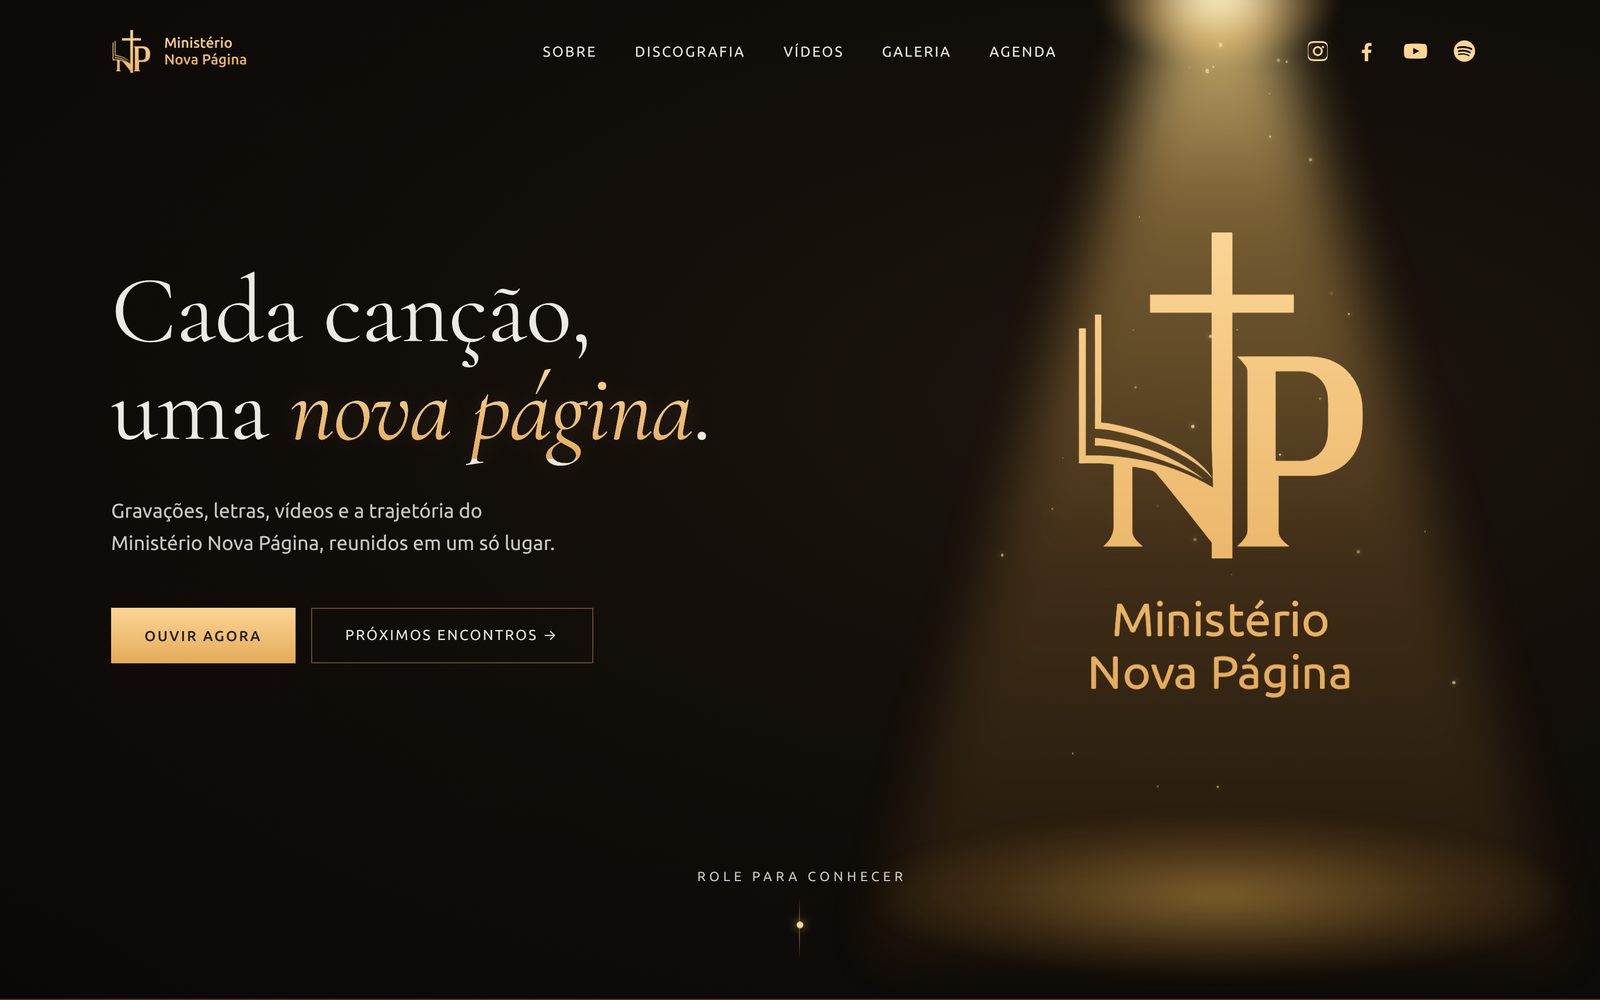 NP
Ministério
Nova Página
SOBRE
DISCOGRAFIA
VÍDEOS
GALERIA
AGENDA
Cada canção,
uma nova página.
Gravações, letras, vídeos e a trajetória do
Ministério Nova Página, reunidos em um só lugar.
OUVIR AGORA
PRÓXIMOS ENCONTROS →
NP
Ministério
Nova Página
ROLE PARA CONHECER